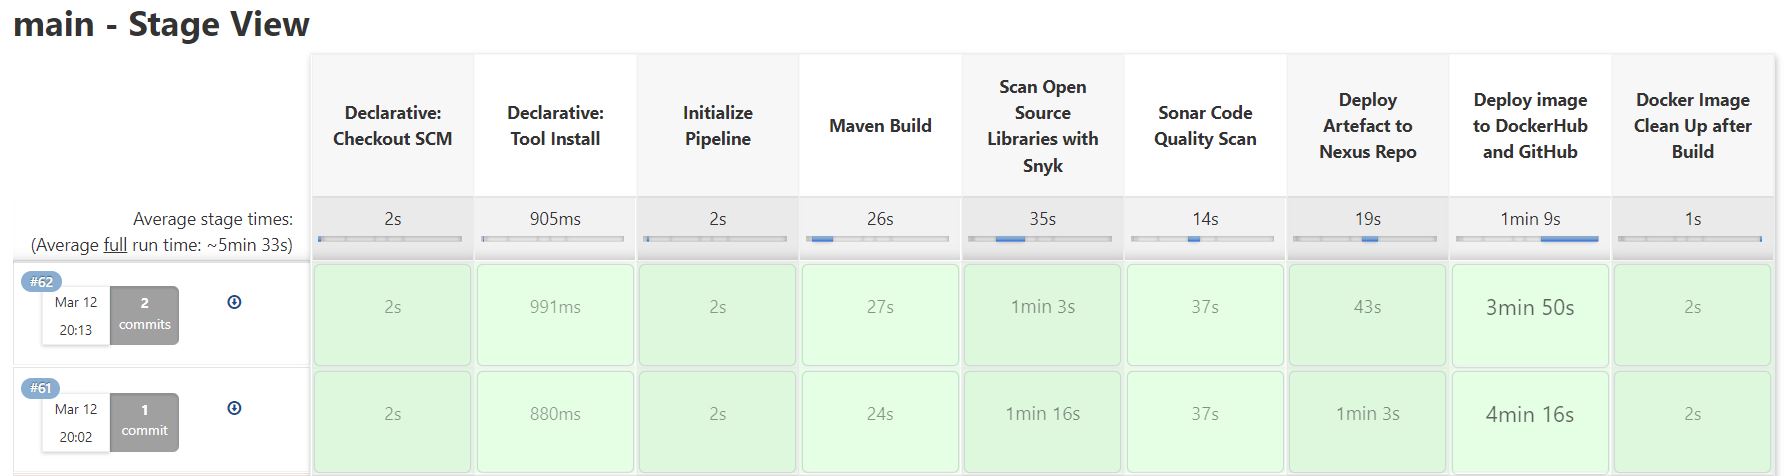 main - Stage View
Declarative:
Checkout SCM
Declarative:
Tool Install
Initialize
Pipeline
Maven Build
Scan Open
Source
Libraries with
Snyk
Sonar Code
Quality Scan
Deploy
Artefact to
Nexus Repo
Deploy image
to DockerHub
and GitHub
Docker Image
Clean Up after
Build
Average stage times:
(Average full run time: ~5min 33s)
2s 905ms 2s 26s 35s 14s 19s 1min 9s 1s
#62
Mar 12
20:13
2
commits
2s 991ms 2s 27s 1min 3s 37s 43s 3min 50s 2s
#61
Mar 12
20:02
1
commit
2s 880ms 2s 24s 1min 16s 37s 1min 3s 4min 16s 2s